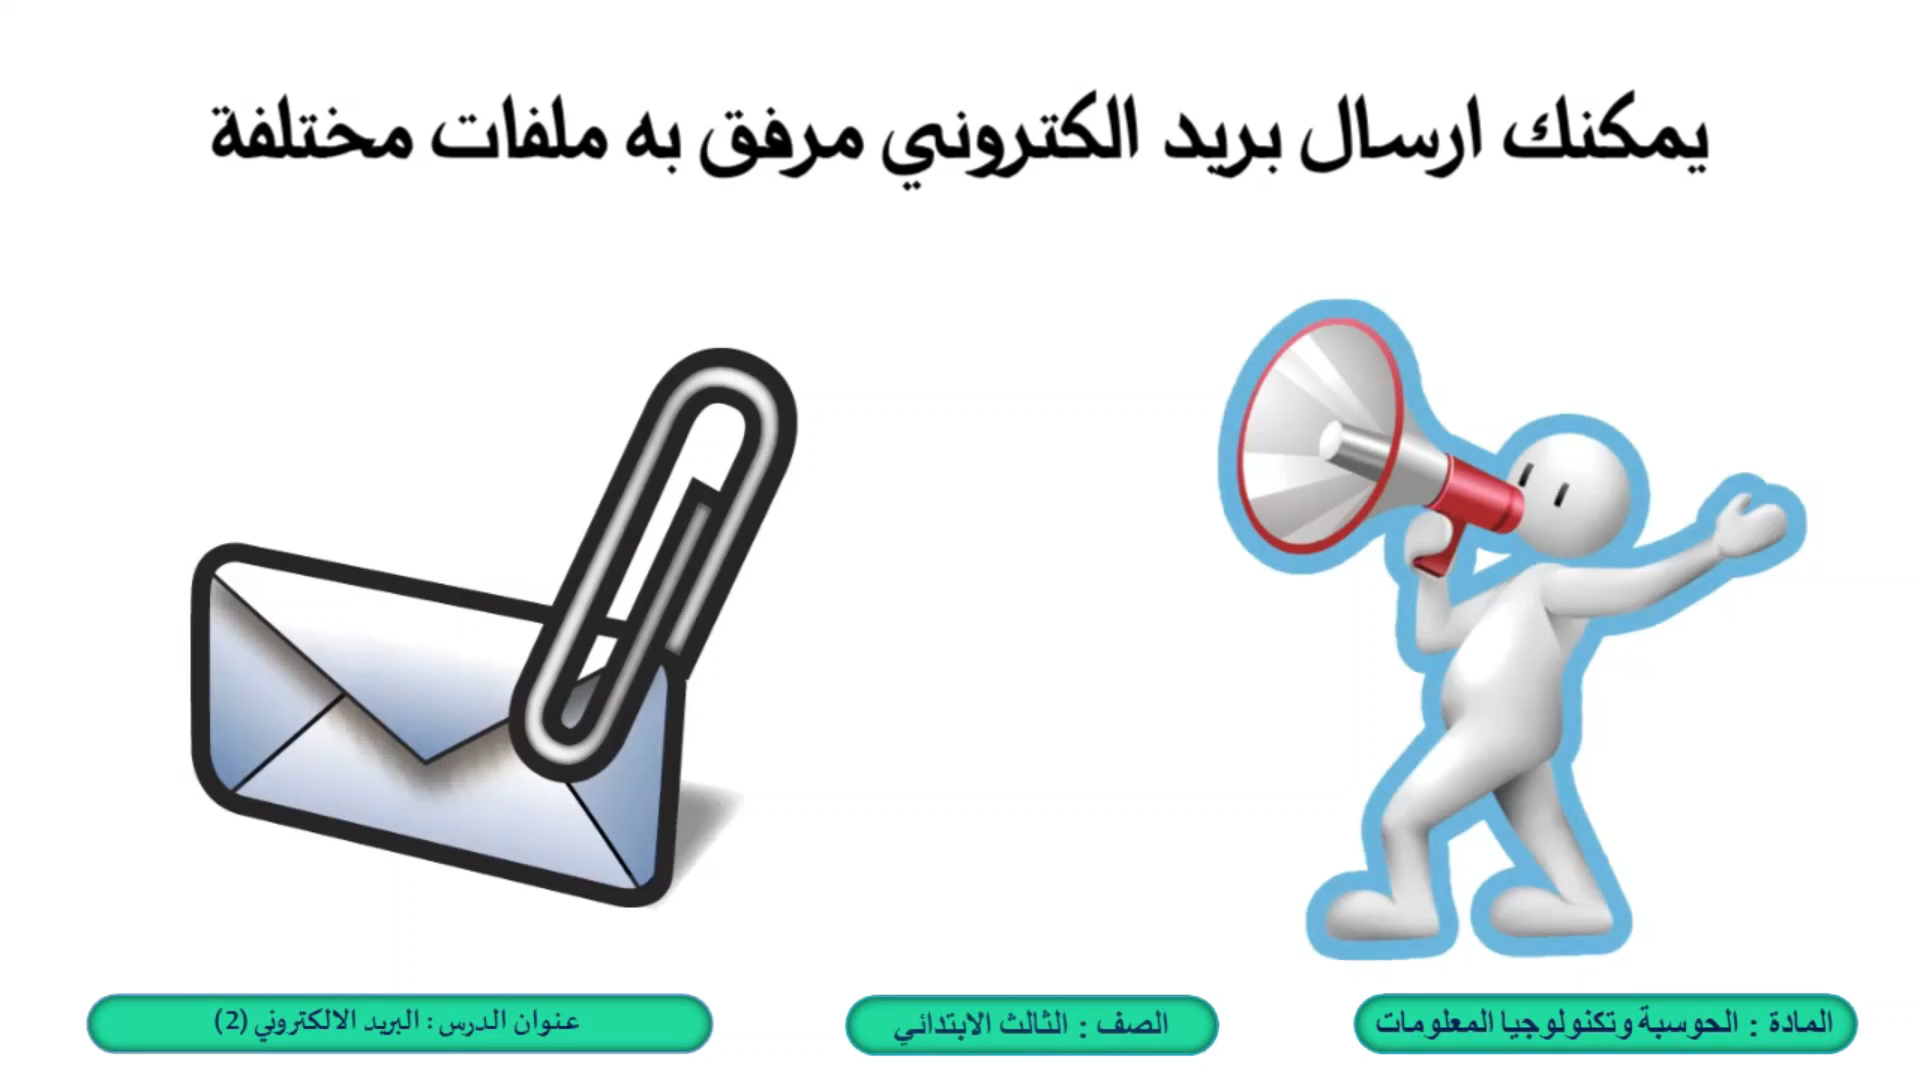 يمكنك ارسال بريد الكتروني مرفق به ملفات مختلفة
المادة : الحوسبة وتكنولوجيا المعلومات
الصف : الثالث الابتدائي
عنوان الدرس : البريد الالكتروني (2)